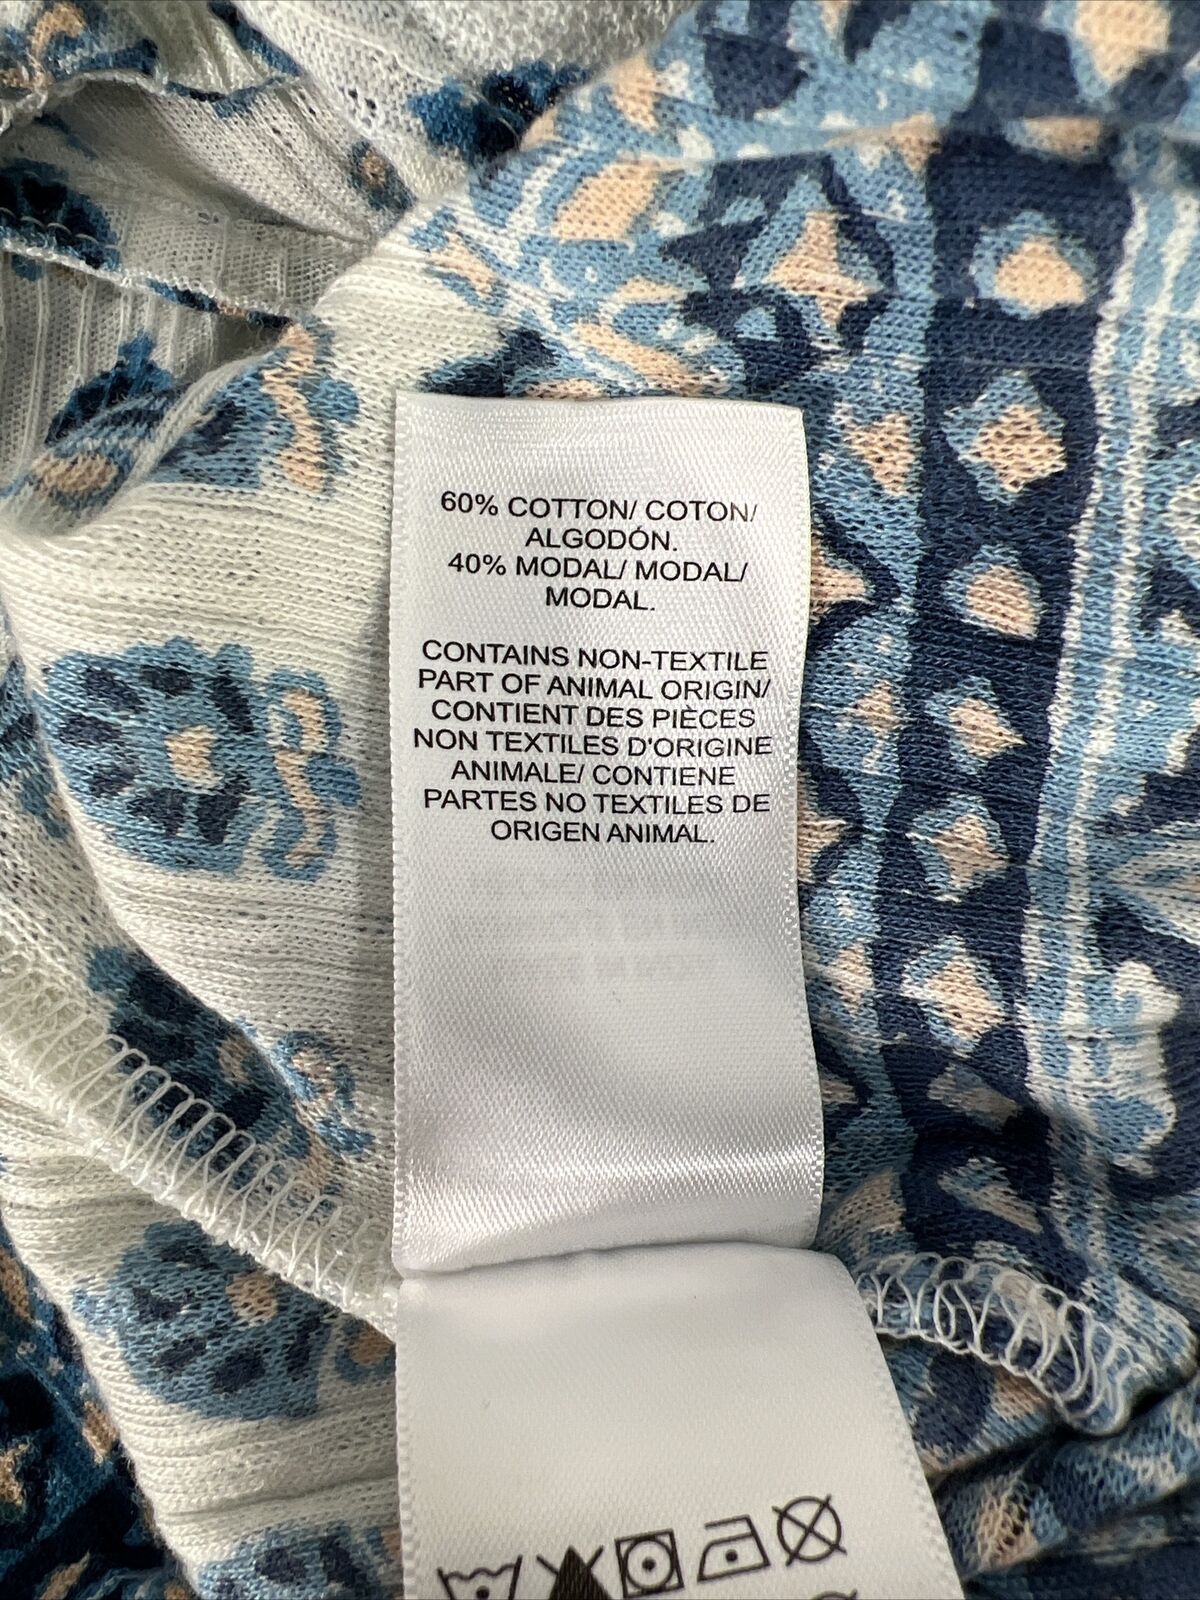 60% COTTON/ COTON/
ALGODÓN.
40% MODAL/ MODAL/
MODAL.
CONTAINS NON-TEXTILE
PART OF ANIMAL ORIGIN/
CONTIENT DES PIÈCES
NON TEXTILES D'ORIGINE
ANIMALE/ CONTIENE
PARTES NO TEXTILES DE
ORIGEN ANIMAL.